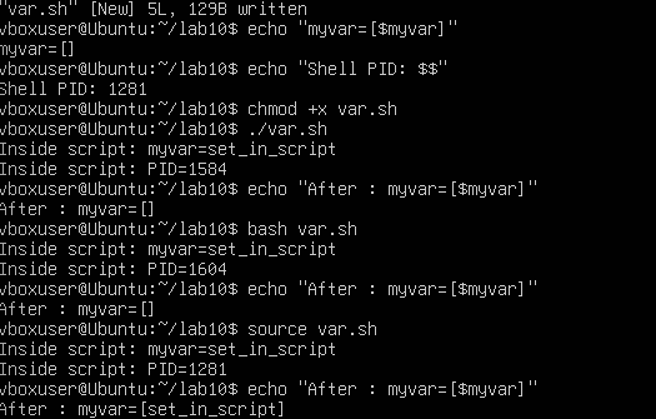 "var.sh" [New] 5L, 129B written
vboxuser@Ubuntu:~/lab10$ echo "myvar=[$myvar]"
myvar=[]
vboxuser@Ubuntu:~/lab10$ echo "Shell PID: $$"
Shell PID: 1281
vboxuser@Ubuntu:~/lab10$ chmod +x var.sh
vboxuser@Ubuntu:~/lab10$ ./var.sh
Inside script: myvar=set_in_script
Inside script: PID=1584
vboxuser@Ubuntu:~/lab10$ echo "After : myvar=[$myvar]"
After : myvar=[]
vboxuser@Ubuntu:~/lab10$ bash var.sh
Inside script: myvar=set_in_script
Inside script: PID=1604
vboxuser@Ubuntu:~/lab10$ echo "After : myvar=[$myvar]"
After : myvar=[]
vboxuser@Ubuntu:~/lab10$ source var.sh
Inside script: myvar=set_in_script
Inside script: PID=1281
vboxuser@Ubuntu:~/lab10$ echo "After : myvar=[$myvar]"
After : myvar=[set_in_script]